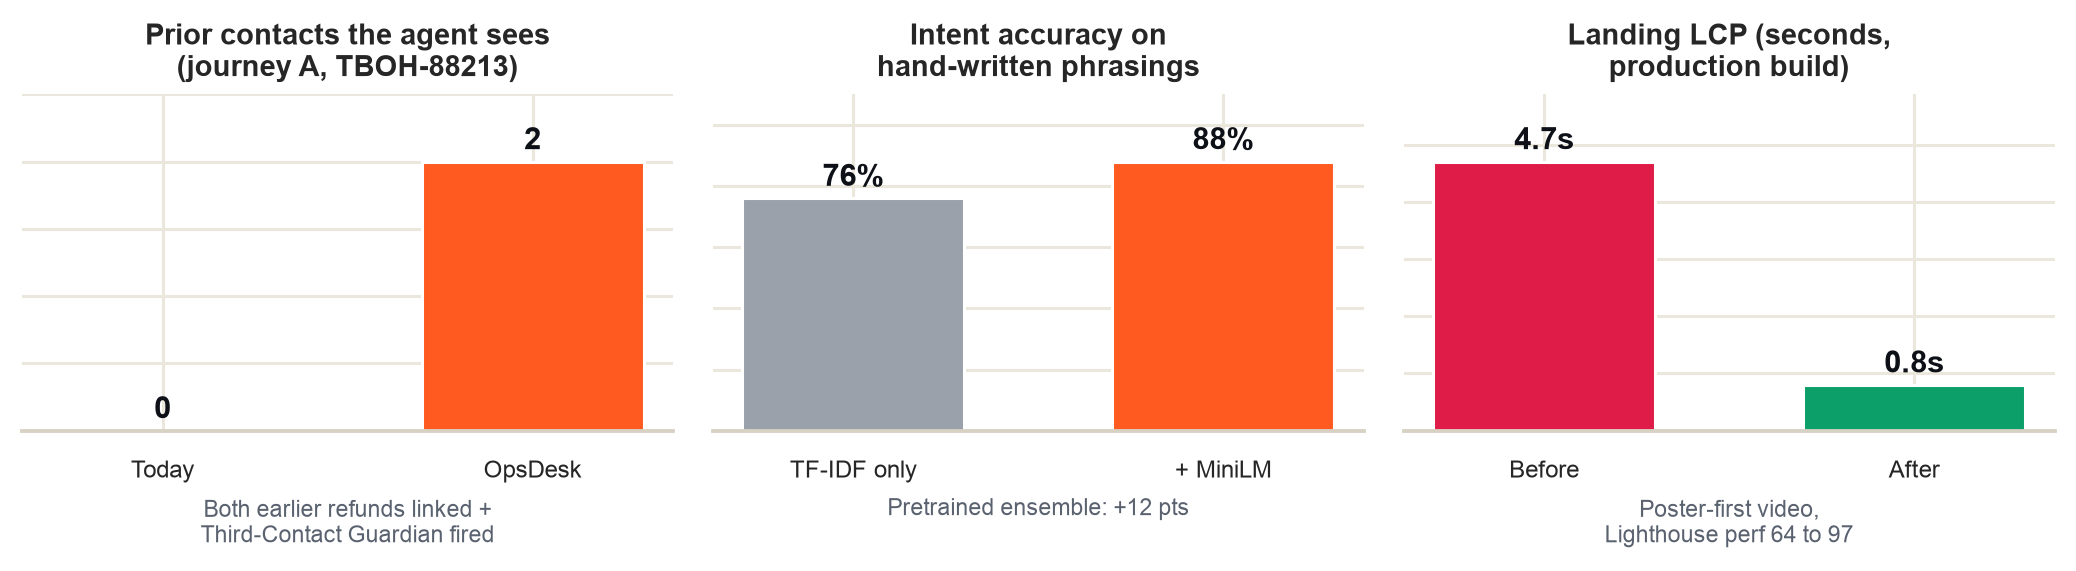 Prior contacts the agent sees
(journey A, TBOH-88213)
0
2
Today
OpsDesk
Both earlier refunds linked +
Third-Contact Guardian fired
Intent accuracy on
hand-written phrasings
76%
88%
TF-IDF only
+ MiniLM
Pretrained ensemble: +12 pts
Landing LCP (seconds,
production build)
4.7s
0.8s
Before
After
Poster-first video,
Lighthouse perf 64 to 97